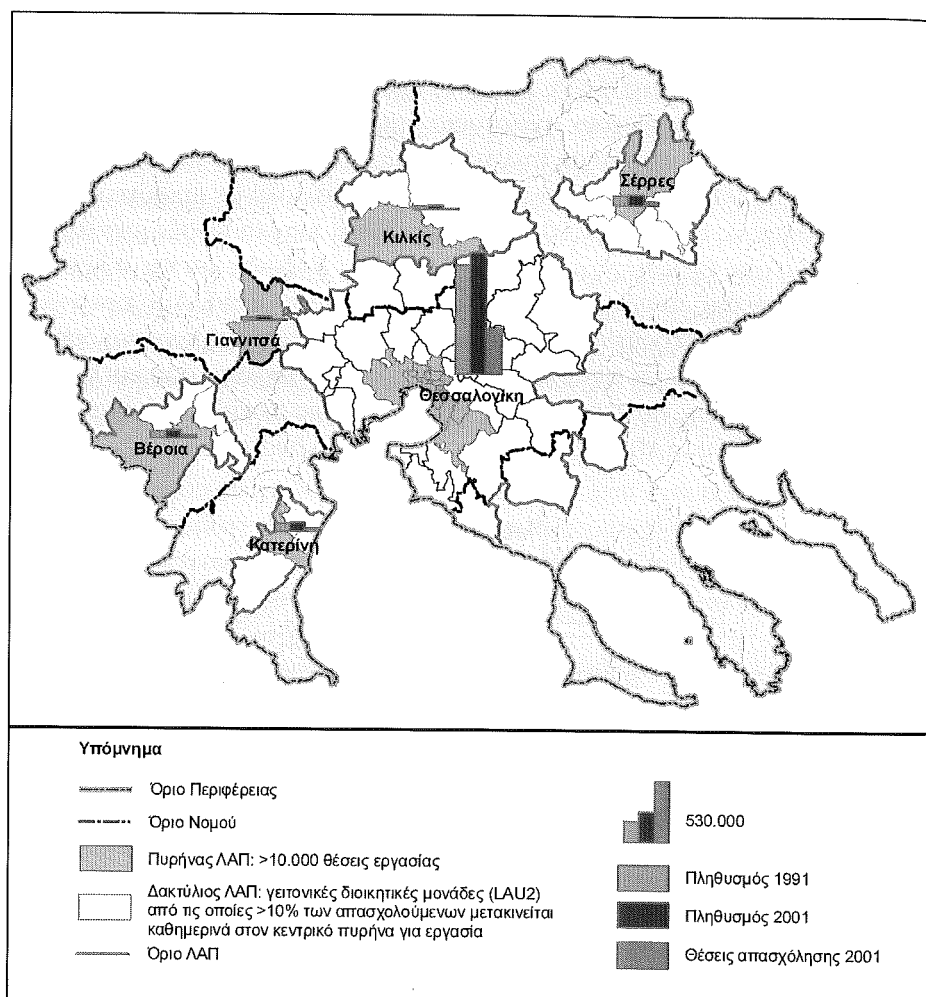 Σέρρες
Κιλκίς
Γιαννιτσά
Θεσσαλογίκη
Βέροια
Κατερίνη
Υπόμνημα
Όριο Περιφέρειας
Όριο Νομού
Πυρήνας ΛΑΠ: >10.000 θέσεις εργασίας
Δακτύλιος ΛΑΠ: γειτονικές διοικητικές μονάδες (LAU2)
από τις οποίες >10% των απασχολούμενων μετακινείται
καθημερινά στον κεντρικό πυρήνα για εργασία
Όριο ΛΑΠ
530.000
Πληθυσμός 1991
Πληθυσμός 2001
Θέσεις απασχόλησης 2001